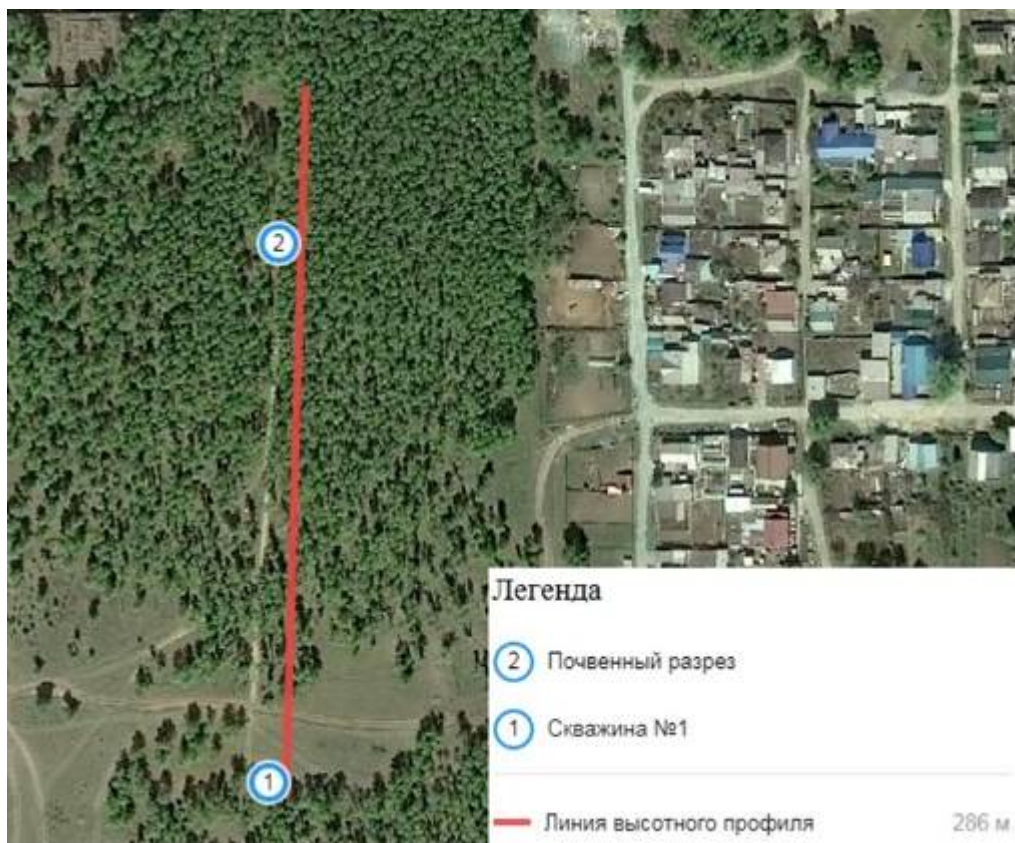 2
1
Легенда
2 Почвенный разрез
1 Скважина №1
Линия высотного профиля 286 м